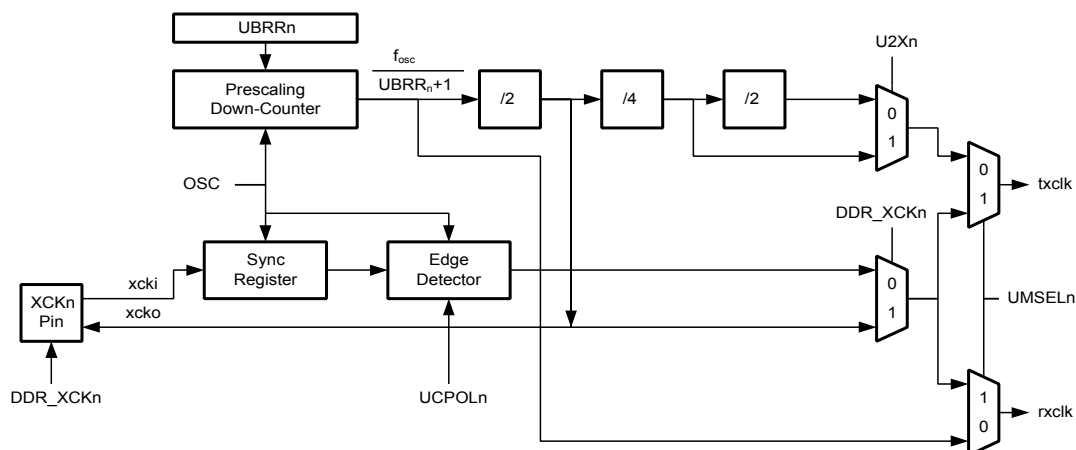 UBRRn
U2Xn
fosc
UBRRn+1
Prescaling
Down-Counter
/2
/4
/2
0
1
OSC
0
1
txclk
DDR_XCKn
Sync
Register
Edge
Detector
xcki
0
1
XCKn
Pin
xcko
UMSELn
DDR_XCKn
UCPOLn
1
0
rxclk